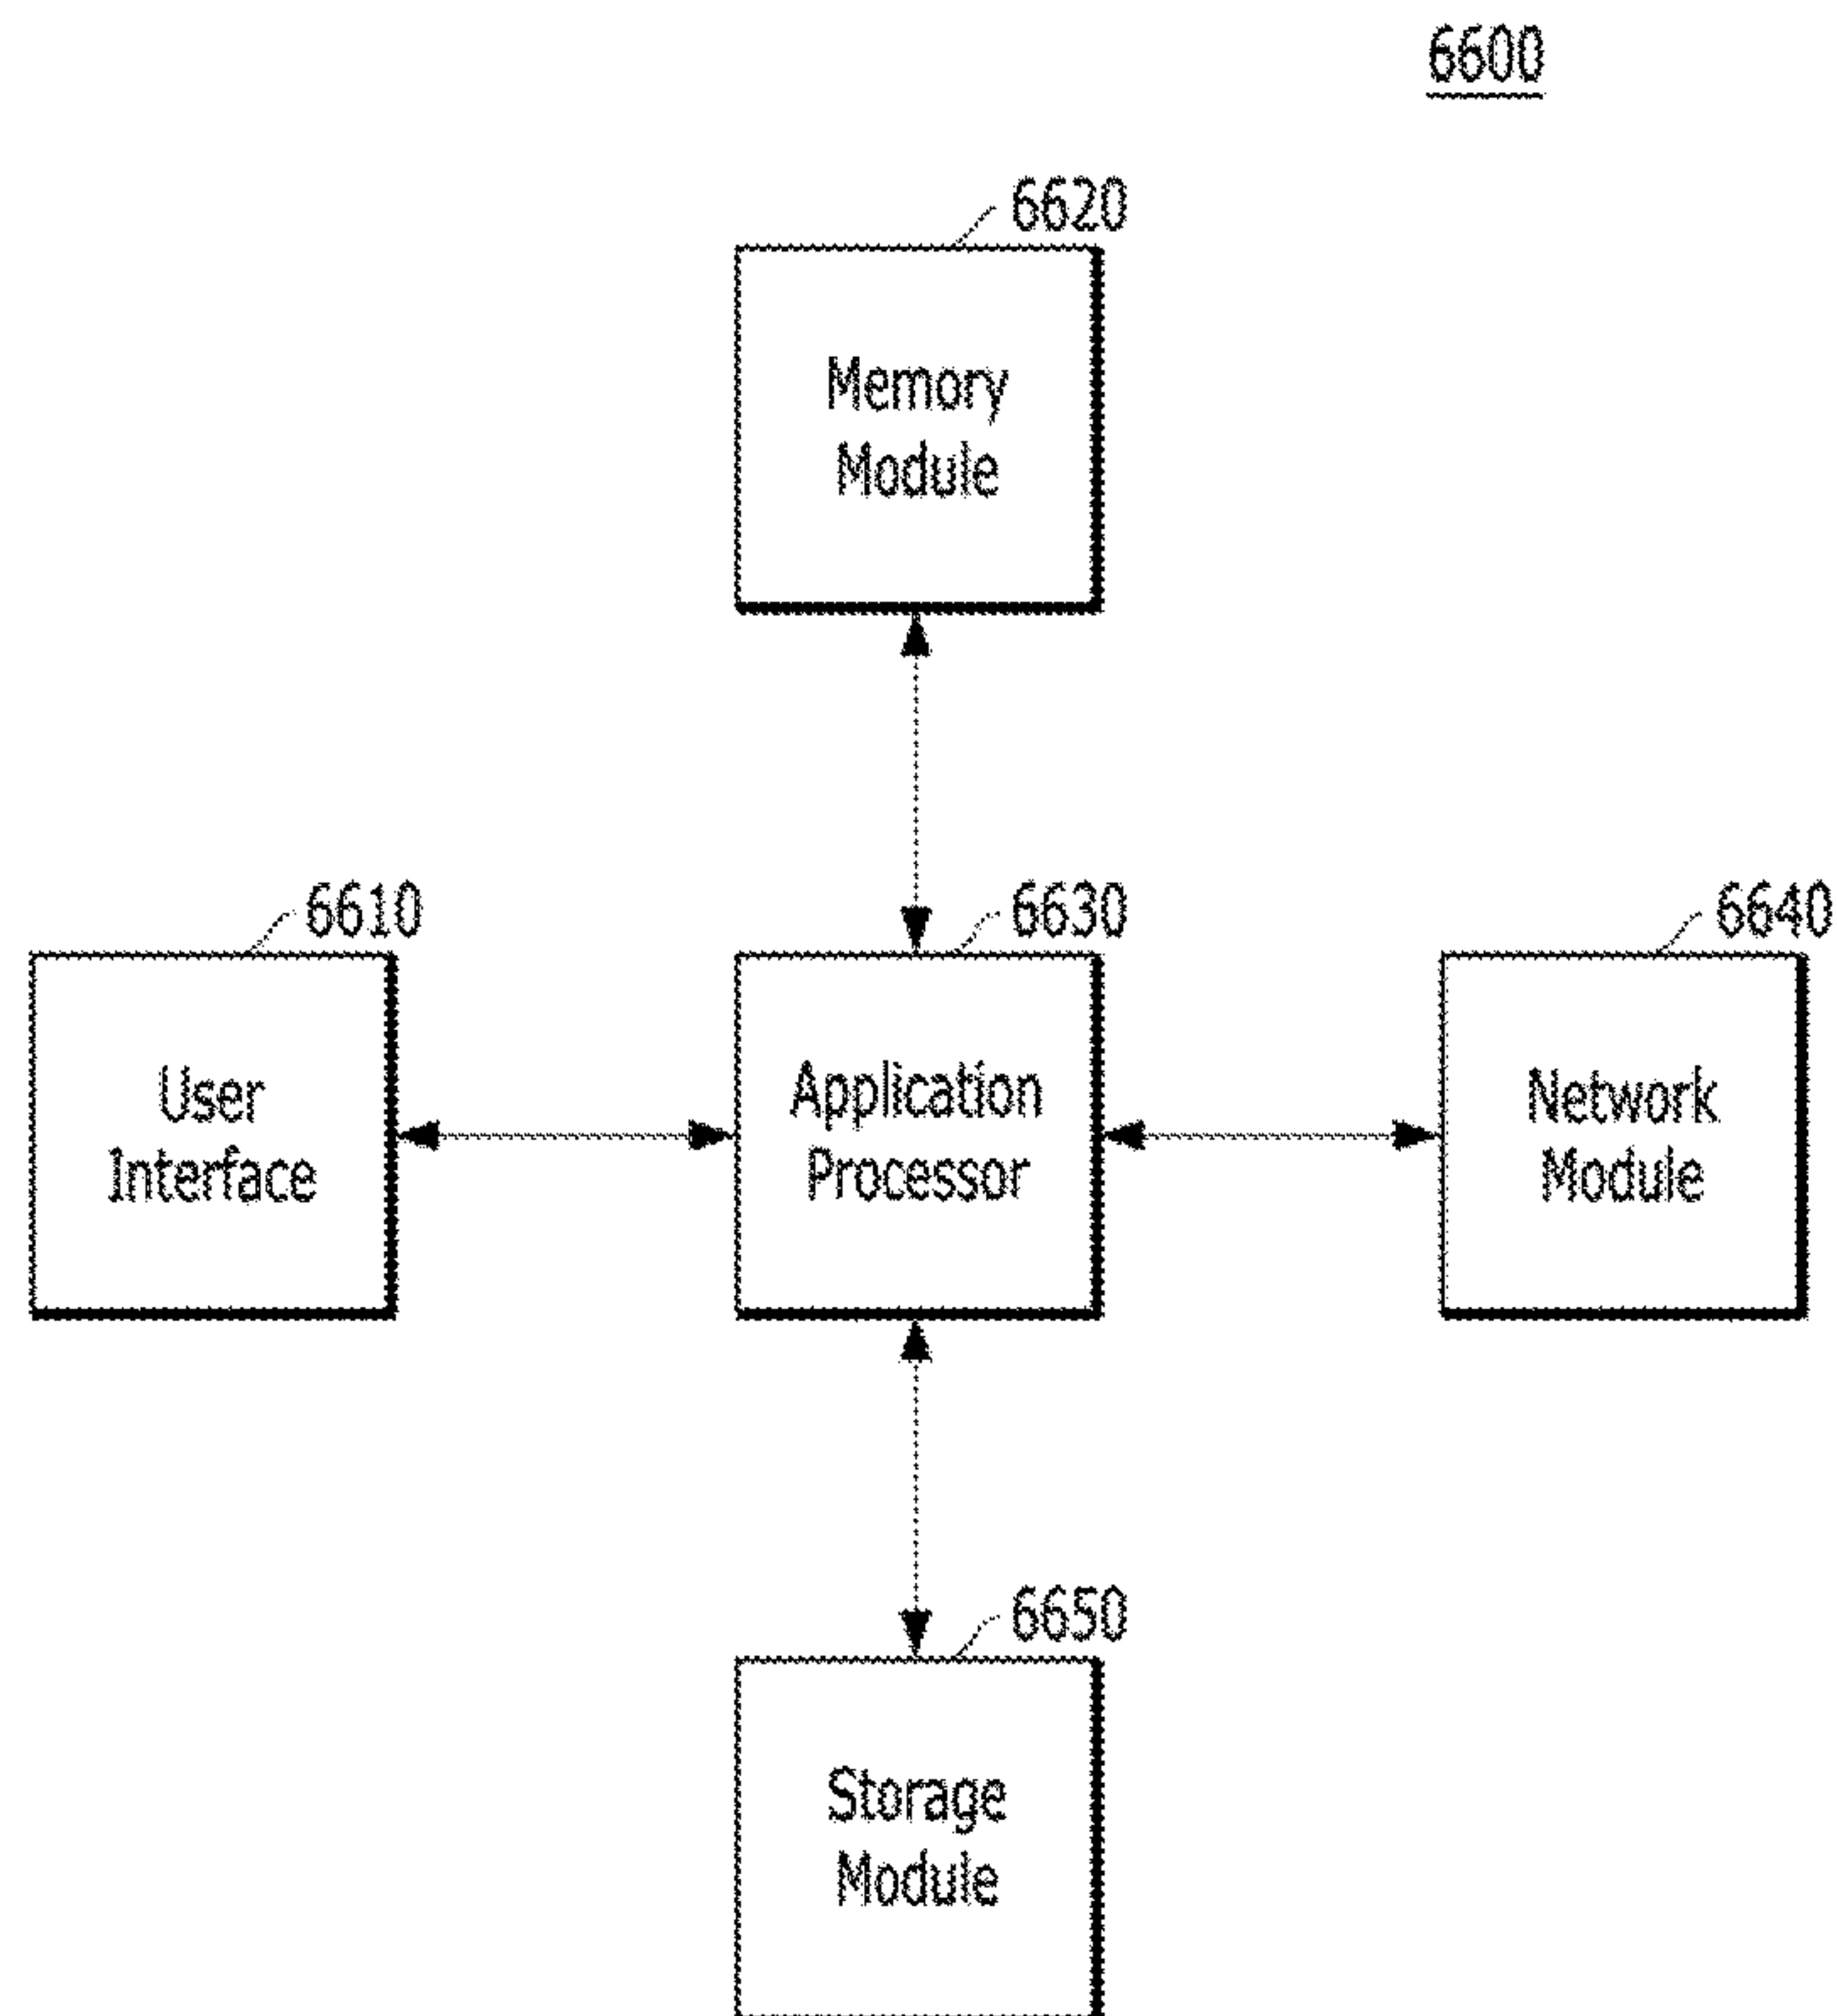 6600
6620
Memory
Module
6610
6630
6640
User
Interface
Application
Processor
Network
Module
6650
Storage
Module